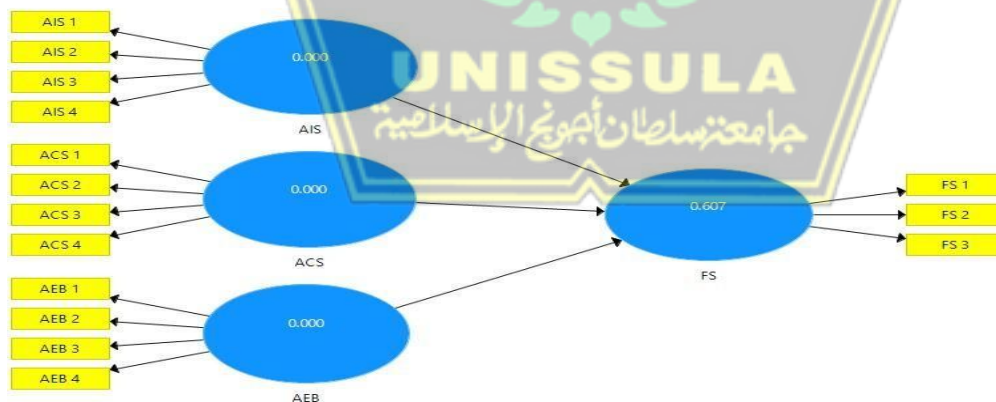 UNISSULA
جامعتنسلطان أجونج الإسلامية
AIS 1
AIS 2
AIS 3
AIS 4
0.000
AIS
ACS 1
ACS 2
ACS 3
ACS 4
0.000
ACS
AEB 1
AEB 2
AEB 3
AEB 4
0.000
AEB
0.607
FS
FS 1
FS 2
FS 3